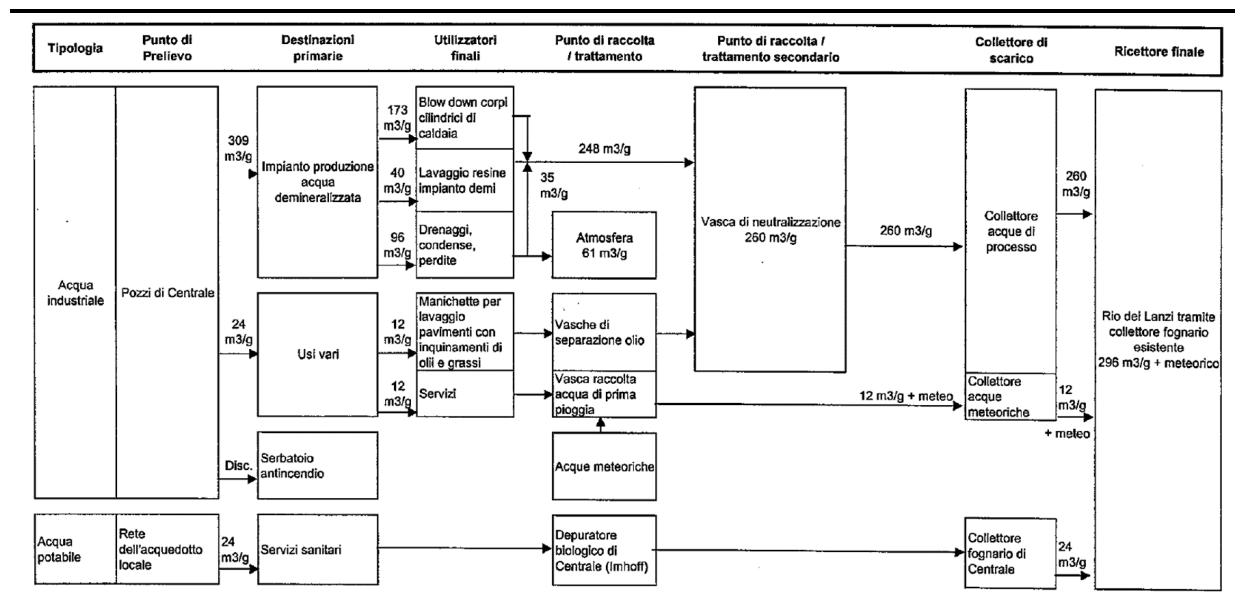 Tipologia
Punto di
Prelievo
Destinazioni
primarie
Utilizzatori
finali
Punto di raccolta
/ trattamento
Punto di raccolta /
trattamento secondario
Collettore di
scarico
Ricettore finale
Acqua
industriale
Pozzi di Centrale
309
m3/g
Impianto produzione
acqua
demineralizzata
173
m3/g
Blow down corpi
cilindrici di
caldaia
40
m3/g
Lavaggio resine
impianto demi
96
m3/g
Drenaggi,
condense,
perdite
248 m3/g
35
m3/g
Atmosfera
61 m3/g
Vasca di neutralizzazione
260 m3/g
260 m3/g
Collettore
acque di
processo
260
m3/g
24
m3/g
Usi vari
12
m3/g
Manichette per
lavaggio
pavimenti con
inquinamenti di
olii e grassi
Vasche di
separazione olio
12
m3/g
Servizi
Vasca raccolta
acqua di prima
pioggia
12 m3/g + meteo
Collettore
acque
meteoriche
12
m3/g
+ meteo
Rio dei Lanzi tramite
collettore fognario
esistente
296 m3/g + meteorico
Disc.
Serbatoio
antincendio
Acque meteoriche
Acqua
potabile
Rete
dell'acquedotto
locale
24
m3/g
Servizi sanitari
Depuratore
biologico di
Centrale (Imhoff)
Collettore
fognario di
Centrale
24
m3/g